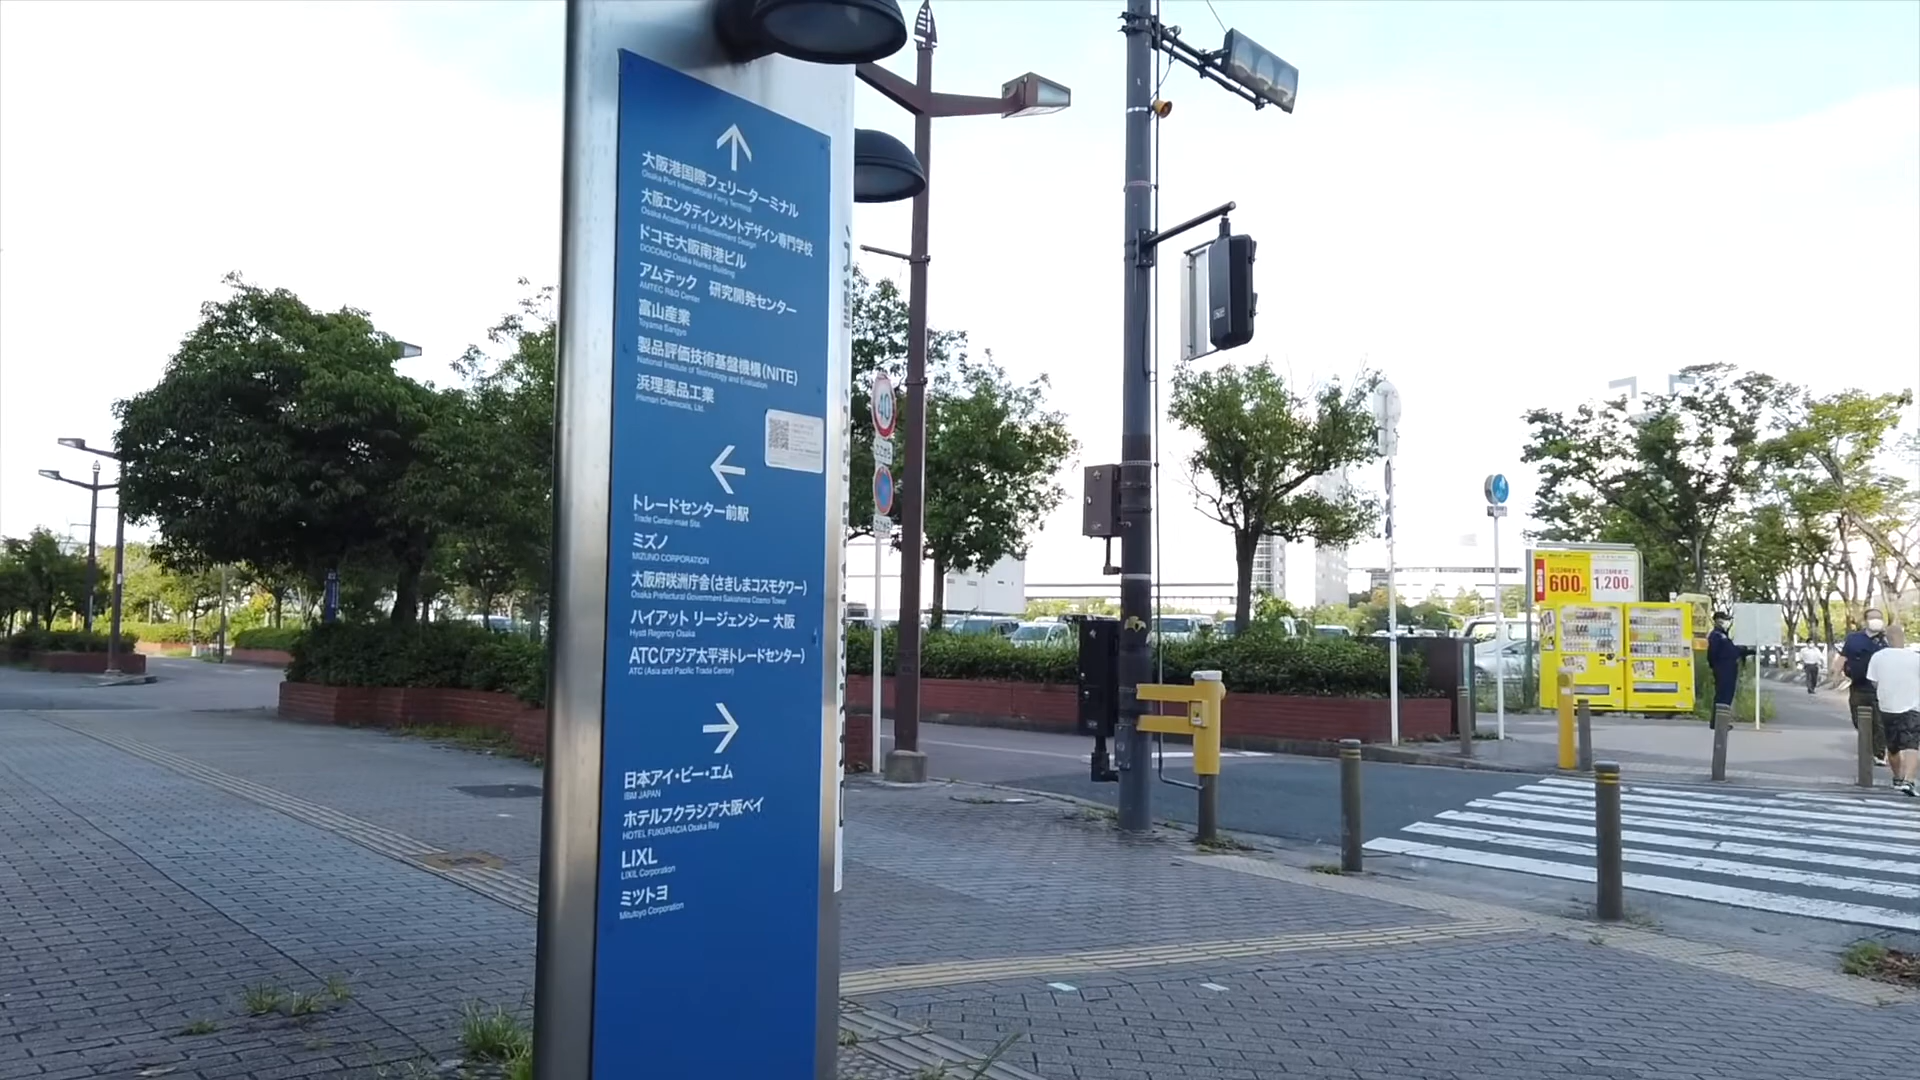 大阪港国際フェリーターミナル
Osaka Port International Ferry Terminal
大阪エンタテインメントデザイン専門学校
Osaka Academy of Entertainment Design
ドコモ大阪南港ビル
DOCOMO Osaka Nanko Building
アムテック 研究開発センター
AMTEC R&D Center
富山産業
Toyama Sangyo
製品評価技術基盤機構(NITE)
National Institute of Technology and Evaluation
浜理薬品工業
Hamari Chemicals, Ltd.
トレードセンター前駅
Trade Center-mae Sta.
ミズノ
MIZUNO CORPORATION
大阪府咲洲庁舎(さきしまコスモタワー)
Osaka Prefectural Government Sakishima Cosmo Tower
ハイアット リージェンシー 大阪
Hyatt Regency Osaka
ATC(アジア太平洋トレードセンター)
ATC (Asia and Pacific Trade Center)
日本アイ・ビー・エム
IBM JAPAN
ホテルフクラシア大阪ベイ
HOTEL FUKURACIA Osaka Bay
LIXL
LIXIL Corporation
ミツトヨ
Mitutoyo Corporation
40
600円
1,200円